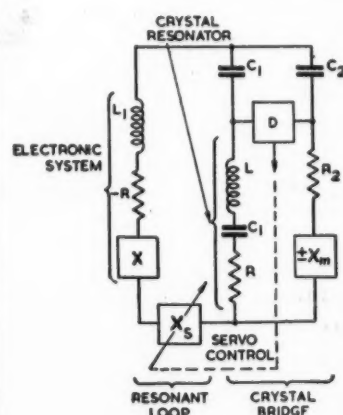 CRYSTAL
RESONATOR
C1
C2
L1
D
ELECTRONIC
SYSTEM
L
-R
R2
C1
X
R
±Xm
XS
SERVO
CONTROL
RESONANT
LOOP
CRYSTAL
BRIDGE